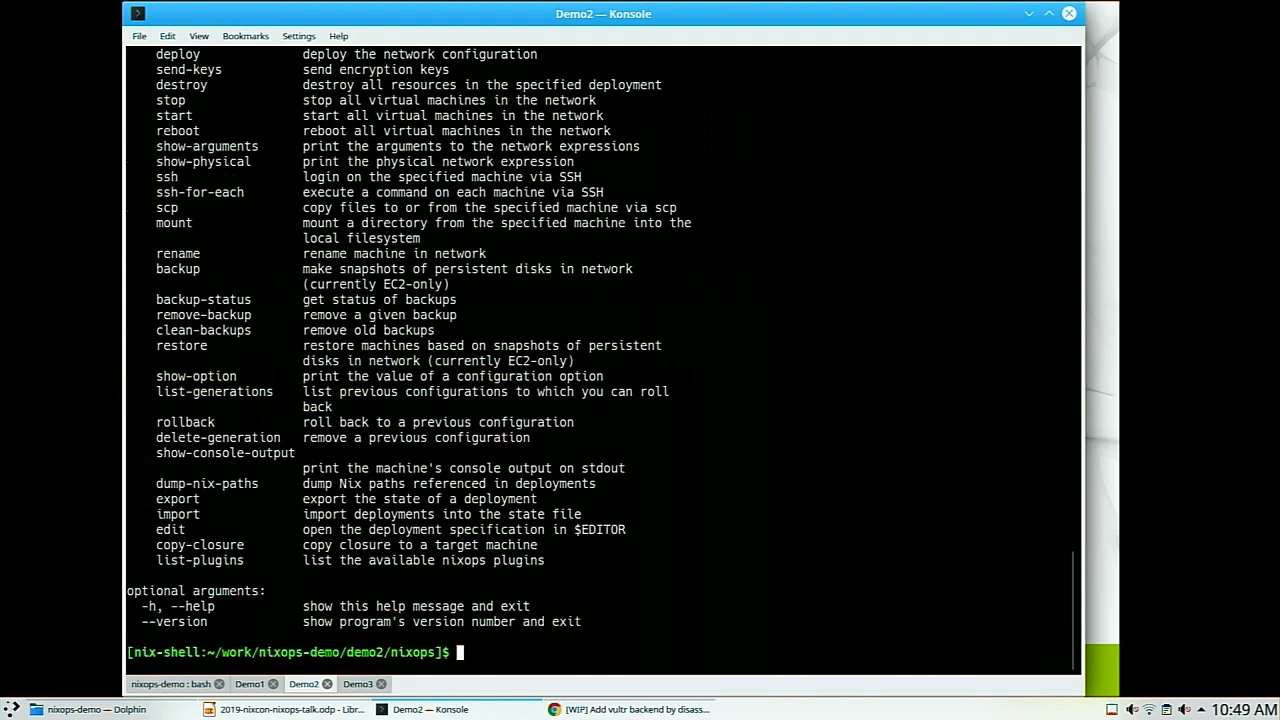 Demo2 — Konsole
File Edit View Bookmarks Settings Help
deploy deploy the network configuration
send-keys send encryption keys
destroy destroy all resources in the specified deployment
stop stop all virtual machines in the network
start start all virtual machines in the network
reboot reboot all virtual machines in the network
show-arguments print the arguments to the network expressions
show-physical print the physical network expression
ssh login on the specified machine via SSH
ssh-for-each execute a command on each machine via SSH
scp copy files to or from the specified machine via scp
mount mount a directory from the specified machine into the
local filesystem
rename rename machine in network
backup make snapshots of persistent disks in network
(currently EC2-only)
backup-status get status of backups
remove-backup remove a given backup
clean-backups remove old backups
restore restore machines based on snapshots of persistent
disks in network (currently EC2-only)
show-option print the value of a configuration option
list-generations list previous configurations to which you can roll
back
rollback roll back to a previous configuration
delete-generation remove a previous configuration
show-console-output
print the machine's console output on stdout
dump-nix-paths dump Nix paths referenced in deployments
export export the state of a deployment
import import deployments into the state file
edit open the deployment specification in $EDITOR
copy-closure copy closure to a target machine
list-plugins list the available nixops plugins
optional arguments:
-h, --help show this help message and exit
--version show program's version number and exit
[nix-shell:~/work/nixops-demo/demo2/nixops]$
nixops-demo : bash Demo1 Demo2 Demo3
nixops-demo — Dolphin 2019-nixcon-nixops-talk.odp - Libr... Demo2 — Konsole [WIP] Add vultr backend by disass... 10:49 AM